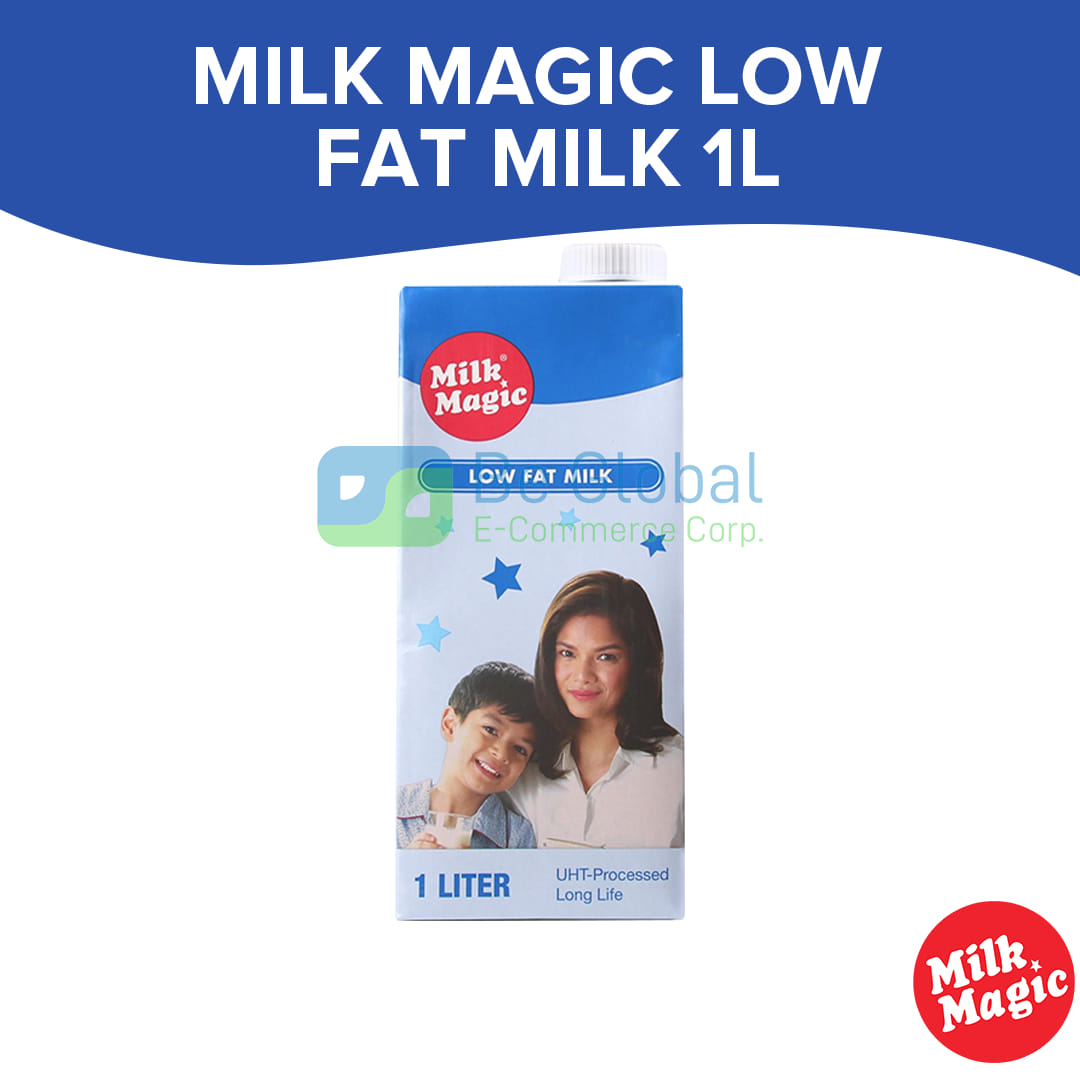 MILK MAGIC LOW
FAT MILK 1L
Milk®
Magic
LOW FAT MILK
Be Global
E-Commerce Corp.
1 LITER
UHT-Processed
Long Life
Milk
Magic